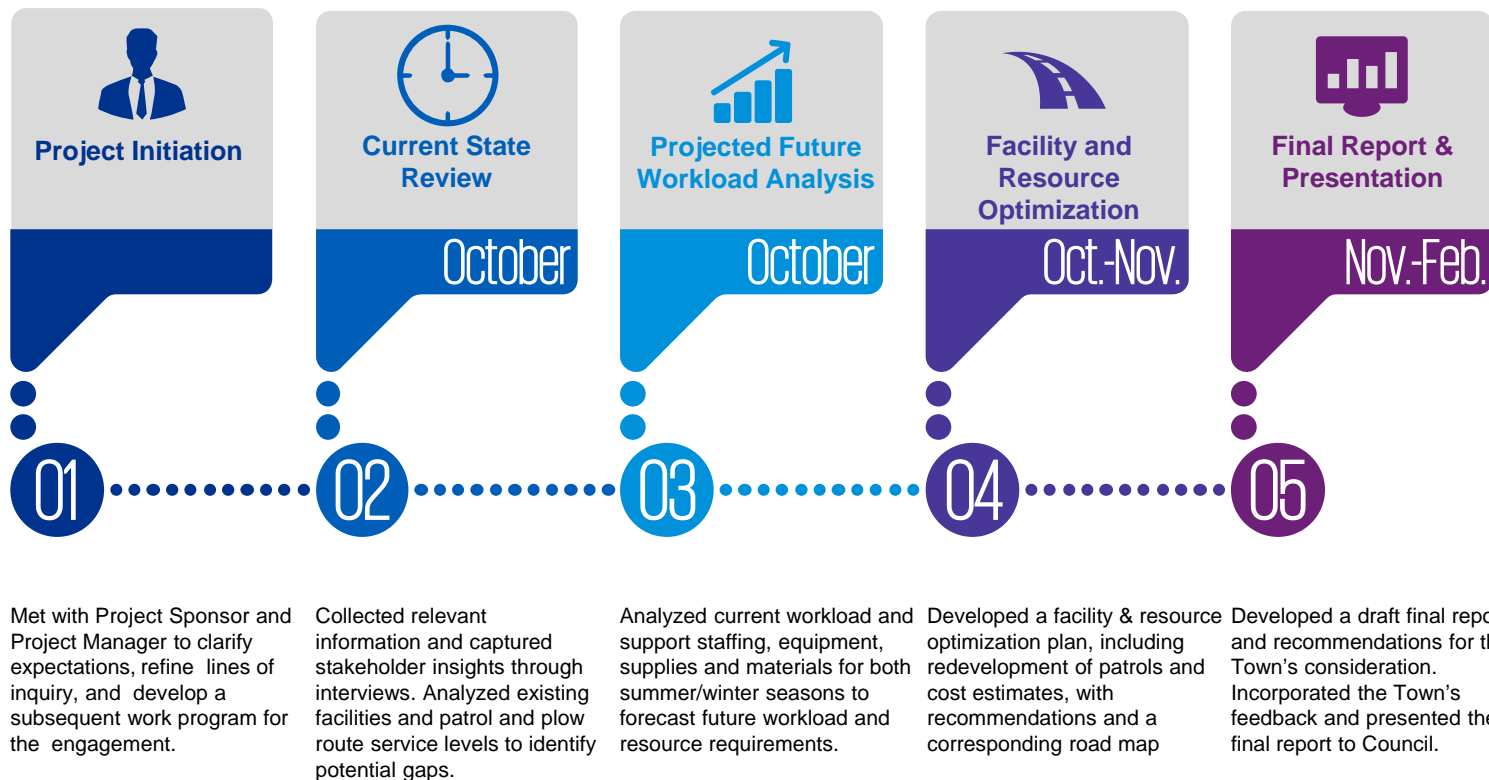 Project Initiation
Current State
Review
October
Projected Future
Workload Analysis
October
Facility and
Resource
Optimization
Oct.-Nov.
Final Report &
Presentation
Nov.-Feb.
01
02
03
04
05
Met with Project Sponsor and
Project Manager to clarify
expectations, refine lines of
inquiry, and develop a
subsequent work program for
the engagement.
Collected relevant
information and captured
stakeholder insights through
interviews. Analyzed existing
facilities and patrol and plow
route service levels to identify
potential gaps.
Analyzed current workload and
support staffing, equipment,
supplies and materials for both
summer/winter seasons to
forecast future workload and
resource requirements.
Developed a facility & resource
optimization plan, including
redevelopment of patrols and
cost estimates, with
recommendations and a
corresponding road map
Developed a draft final
and recommendations for
Town's consideration.
Incorporated the Town's
feedback and presented
final report to Council.